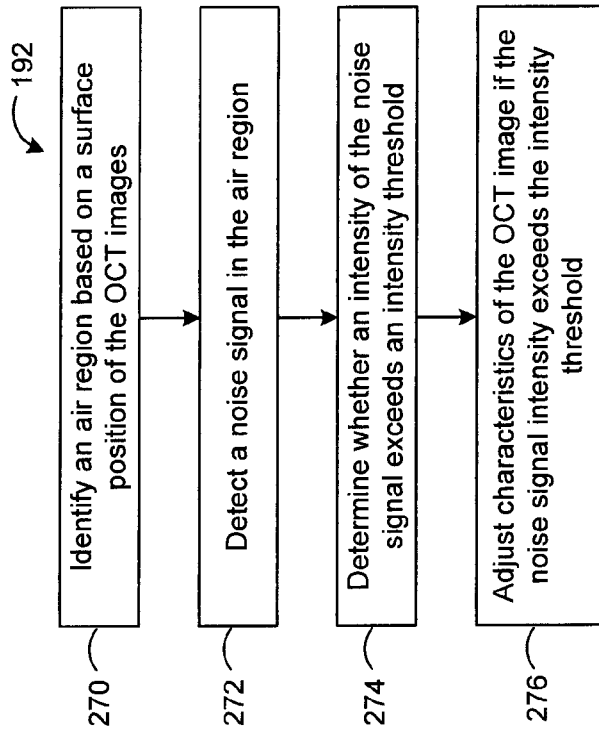 192
270
Identify an air region based on a surface
position of the OCT images
272
Detect a noise signal in the air region
274
Determine whether an intensity of the noise
signal exceeds an intensity threshold
276
Adjust characteristics of the OCT image if the
noise signal intensity exceeds the intensity
threshold